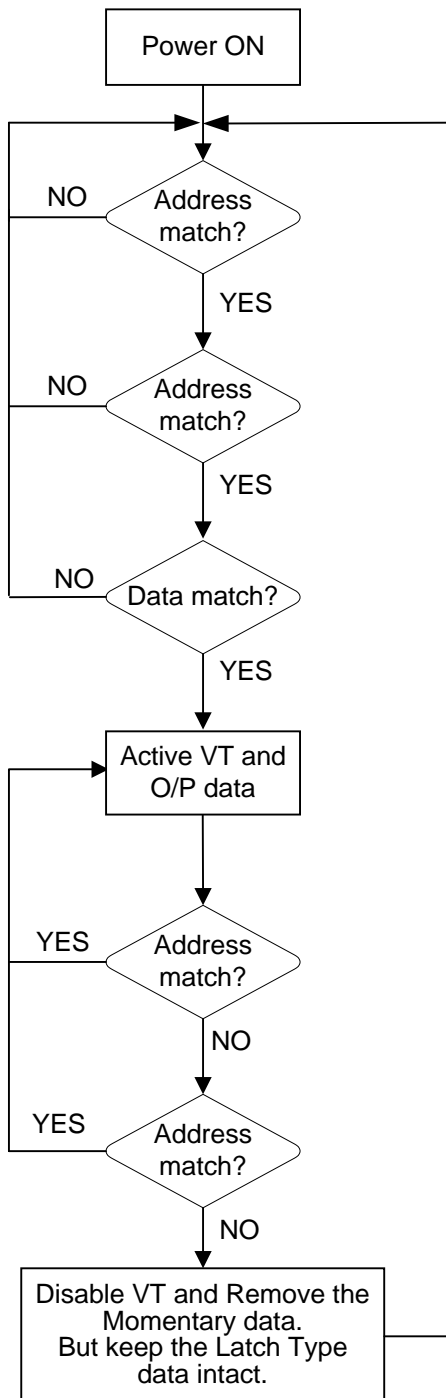 Power ON
NO
Address
match?
YES
NO
Address
match?
YES
NO
Data match?
YES
Active VT and
O/P data
YES
Address
match?
NO
YES
Address
match?
NO
Disable VT and Remove the
Momentary data.
But keep the Latch Type
data intact.